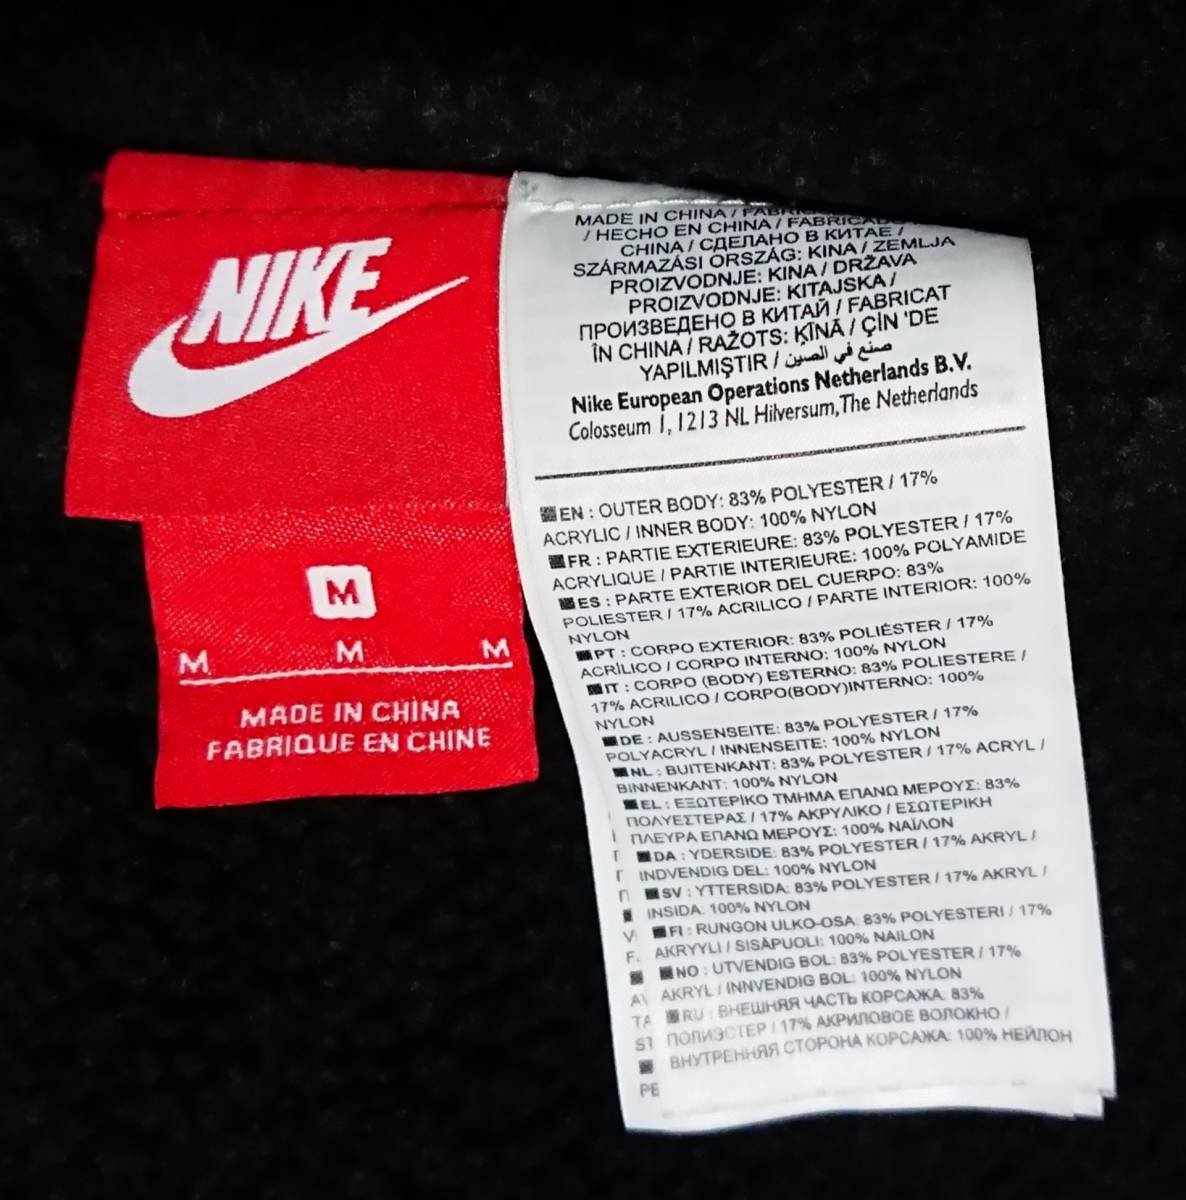 NIKE
M
M M M
MADE IN CHINA
FABRIQUE EN CHINE
MADE IN CHINA /
/ HECHO EN CHINA /
CHINA / СДЕЛАНО В КИТАЕ /
SZÁRMAZÁSI ORSZÁG: KINA / ZEMLJA
PROIZVODNJE: KINA / DRŽAVA
PROIZVODNJE: KITAJSKA /
ПРОИЗВЕДЕНО В КИТАЙ / FABRICAT
ÎN CHINA / RAŽOTS: ĶĪNĀ / ÇİN 'DE
YAPILMIŞTIR / صنع في الصين
Nike European Operations Netherlands B.V.
Colosseum 1, 1213 NL Hilversum, The Netherlands
EN : OUTER BODY: 83% POLYESTER / 17%
ACRYLIC / INNER BODY: 100% NYLON
FR : PARTIE EXTERIEURE: 83% POLYESTER / 17%
ACRYLIQUE / PARTIE INTERIEURE: 100% POLYAMIDE
ES : PARTE EXTERIOR DEL CUERPO: 83%
POLIESTER / 17% ACRILICO / PARTE INTERIOR: 100%
NYLON
PT : CORPO EXTERIOR: 83% POLIÉSTER / 17%
ACRÍLICO / CORPO INTERNO: 100% NYLON
IT : CORPO (BODY) ESTERNO: 83% POLIESTERE /
17% ACRILICO / CORPO(BODY)INTERNO: 100%
NYLON
DE : AUSSENSEITE: 83% POLYESTER / 17%
POLYACRYL / INNENSEITE: 100% NYLON
NL : BUITENKANT: 83% POLYESTER / 17% ACRYL /
BINNENKANT: 100% NYLON
EL : ΕΞΩΤΕΡΙΚΟ ΤΜΗΜΑ ΕΠΑΝΩ ΜΕΡΟΥΣ: 83%
ΠΟΛΥΕΣΤΕΡΑΣ / 17% ΑΚΡΥΛΙΚΟ / ΕΣΩΤΕΡΙΚΗ
ΠΛΕΥΡΑ ΕΠΑΝΩ ΜΕΡΟΥΣ: 100% ΝΑΪΛΟΝ
DA : YDERSIDE: 83% POLYESTER / 17% AKRYL /
INDVENDIG DEL: 100% NYLON
SV : YTTERSIDA: 83% POLYESTER / 17% AKRYL /
INSIDA: 100% NYLON
FI : RUNGON ULKO-OSA: 83% POLYESTERI / 17%
AKRYYLI / SISÄPUOLI: 100% NAILON
NO : UTVENDIG BOL: 83% POLYESTER / 17%
AKRYL / INNVENDIG BOL: 100% NYLON
RU : ВНЕШНЯЯ ЧАСТЬ КОРСАЖА: 83%
ПОЛИЭСТЕР / 17% АКРИЛОВОЕ ВОЛОКНО /
ВНУТРЕННЯЯ СТОРОНА КОРСАЖА: 100% НЕЙЛОН